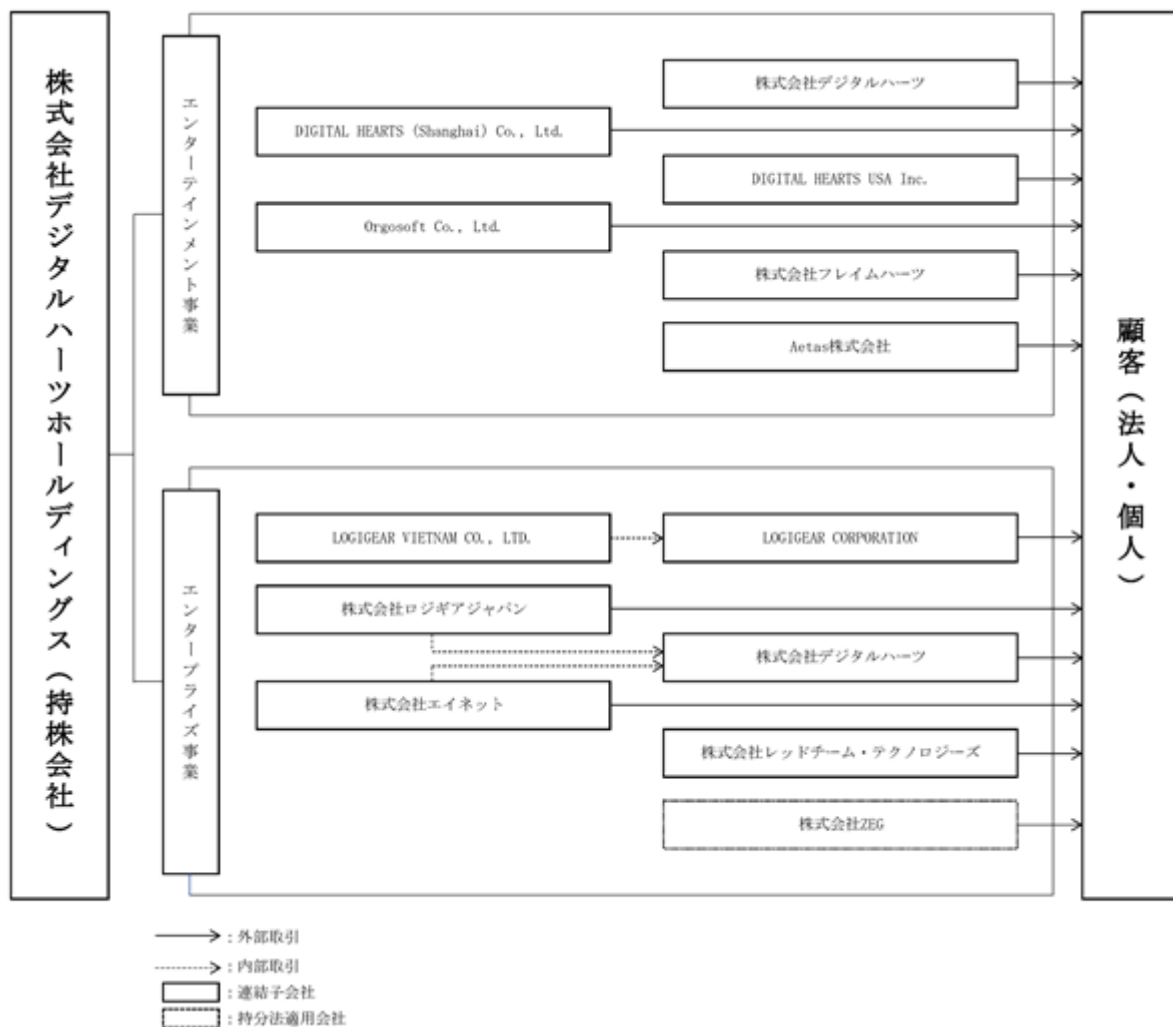 株式会社デジタルハーツホールディングス（持株会社）
エンターテインメント事業
株式会社デジタルハーツ
DIGITAL HEARTS (Shanghai) Co., Ltd.
DIGITAL HEARTS USA Inc.
Orgosoft Co., Ltd.
株式会社フレイムハーツ
Aetas株式会社
エンタープライズ事業
LOGIGEAR VIETNAM CO., LTD.
LOGIGEAR CORPORATION
株式会社ロジギアジャパン
株式会社デジタルハーツ
株式会社エイネット
株式会社レッドチーム・テクノロジーズ
株式会社ZEG
顧客（法人・個人）
：外部取引
：内部取引
：連結子会社
：持分法適用会社